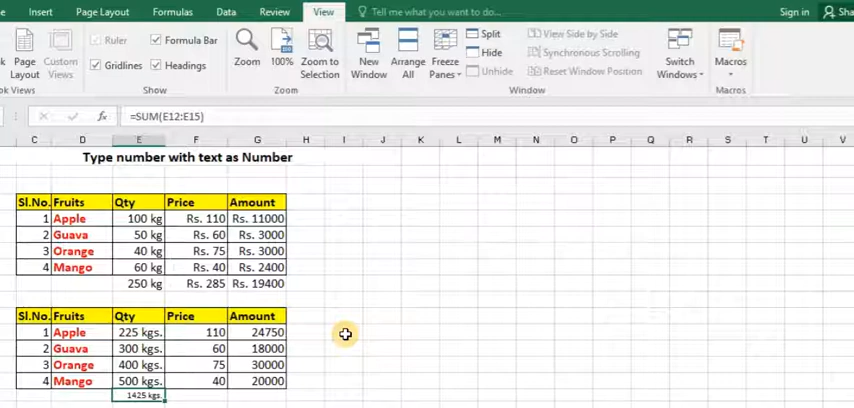 Insert Page Layout Formulas Data Review View Tell me what you want to do... Sign in
Ruler Formula Bar
Gridlines Headings
Page Layout
Custom Views
Show
Zoom
100%
Zoom to Selection
Zoom
New Window
Arrange All
Freeze Panes
Split
Hide
Unhide
View Side by Side
Synchronous Scrolling
Reset Window Position
Window
Switch Windows
Macros
Macros
fx =SUM(E12:E15)
C D E F G H I J K L M N O P Q R S T U V
Type number with text as Number
Sl.No. Fruits Qty Price Amount
1 Apple 100 kg Rs. 110 Rs. 11000
2 Guava 50 kg Rs. 60 Rs. 3000
3 Orange 40 kg Rs. 75 Rs. 3000
4 Mango 60 kg Rs. 40 Rs. 2400
250 kg Rs. 285 Rs. 19400
Sl.No. Fruits Qty Price Amount
1 Apple 225 kgs. 110 24750
2 Guava 300 kgs. 60 18000
3 Orange 400 kgs. 75 30000
4 Mango 500 kgs. 40 20000
1425 kgs.